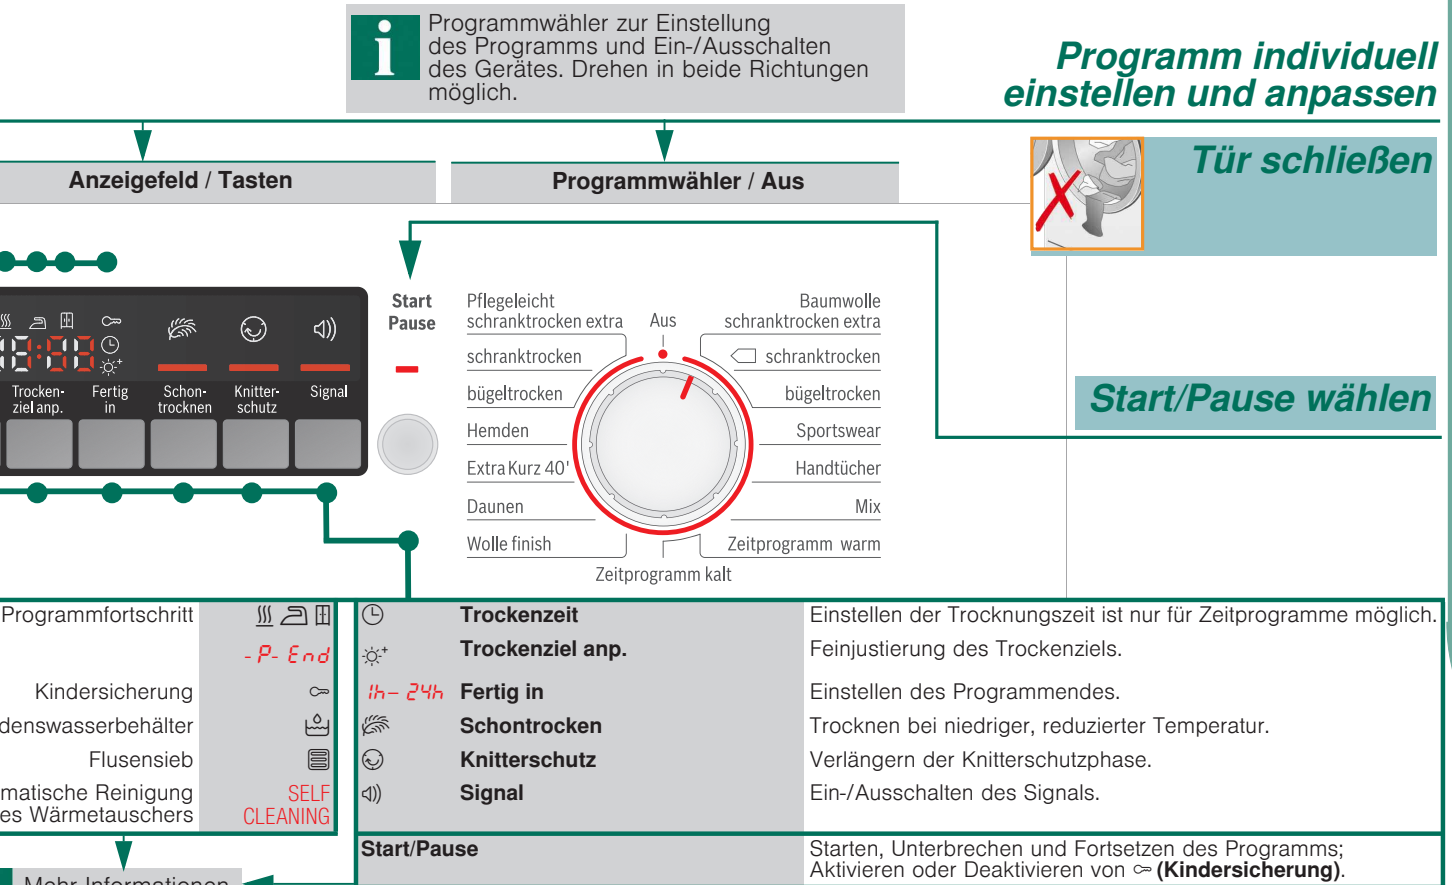 Programmwähler zur Einstellung
des Programms und Ein-/Ausschalten
des Gerätes. Drehen in beide Richtungen
möglich.
Programm individuell
einstellen und anpassen
Anzeigefeld / Tasten
Programmwähler / Aus
Tür schließen
Start
Pause
Trocken-
ziel anp.
Fertig
in
Schon-
trocknen
Knitter-
schutz
Signal
Pflegeleicht
schranktrocken extra
schranktrocken
bügeltrocken
Hemden
Extra Kurz 40'
Daunen
Wolle finish
Aus
Baumwolle
schranktrocken extra
schranktrocken
bügeltrocken
Sportswear
Handtücher
Mix
Zeitprogramm warm
Zeitprogramm kalt
Start/Pause wählen
Programmfortschritt
-P- End
Kindersicherung
denswasserbehälter
Flusensieb
matische Reinigung
es Wärmetauschers
SELF
CLEANING
Trockenzeit Einstellen der Trocknungszeit ist nur für Zeitprogramme möglich.
Trockenziel anp. Feinjustierung des Trockenziels.
1h– 24h Fertig in Einstellen des Programmendes.
Schontrocken Trocknen bei niedriger, reduzierter Temperatur.
Knitterschutz Verlängern der Knitterschutzphase.
Signal Ein-/Ausschalten des Signals.
Start/Pause Starten, Unterbrechen und Fortsetzen des Programms;
Aktivieren oder Deaktivieren von (Kindersicherung).
Mehr Informationen